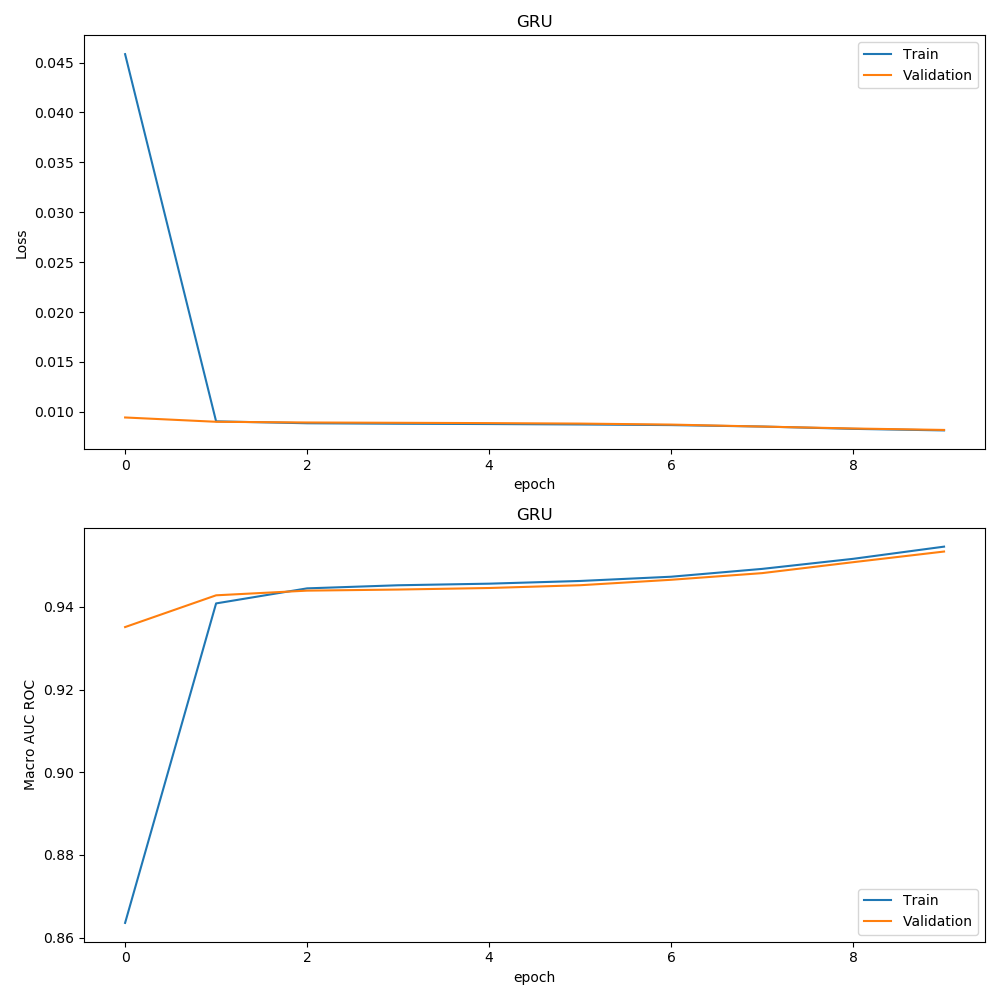 GRU
Train
Validation
0.045
0.040
0.035
0.030
0.025
0.020
0.015
0.010
Loss
0 2 4 6 8
epoch
GRU
0.94
0.92
0.90
0.88
0.86
Macro AUC ROC
Train
Validation
0 2 4 6 8
epoch